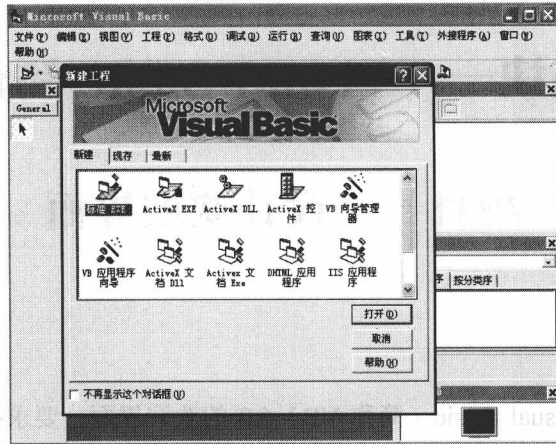 Microsoft Visual Basic
文件(F) 编辑(E) 视图(V) 工程(P) 格式(O) 调试(D) 运行(R) 查询(U) 图表(I) 工具(T) 外接程序(A) 窗口(W)
帮助(H)
新建工程
General
Microsoft
Visual Basic
新建 现存 最新
标准 EXE ActiveX EXE ActiveX DLL ActiveX 控件 VB 向导管理器
VB 应用程序向导 ActiveX 文档 Dll Activex 文档 Exe DHTML 应用程序 IIS 应用程序
序 按分类序
打开(O)
取消
帮助(H)
不再显示这个对话框(D)